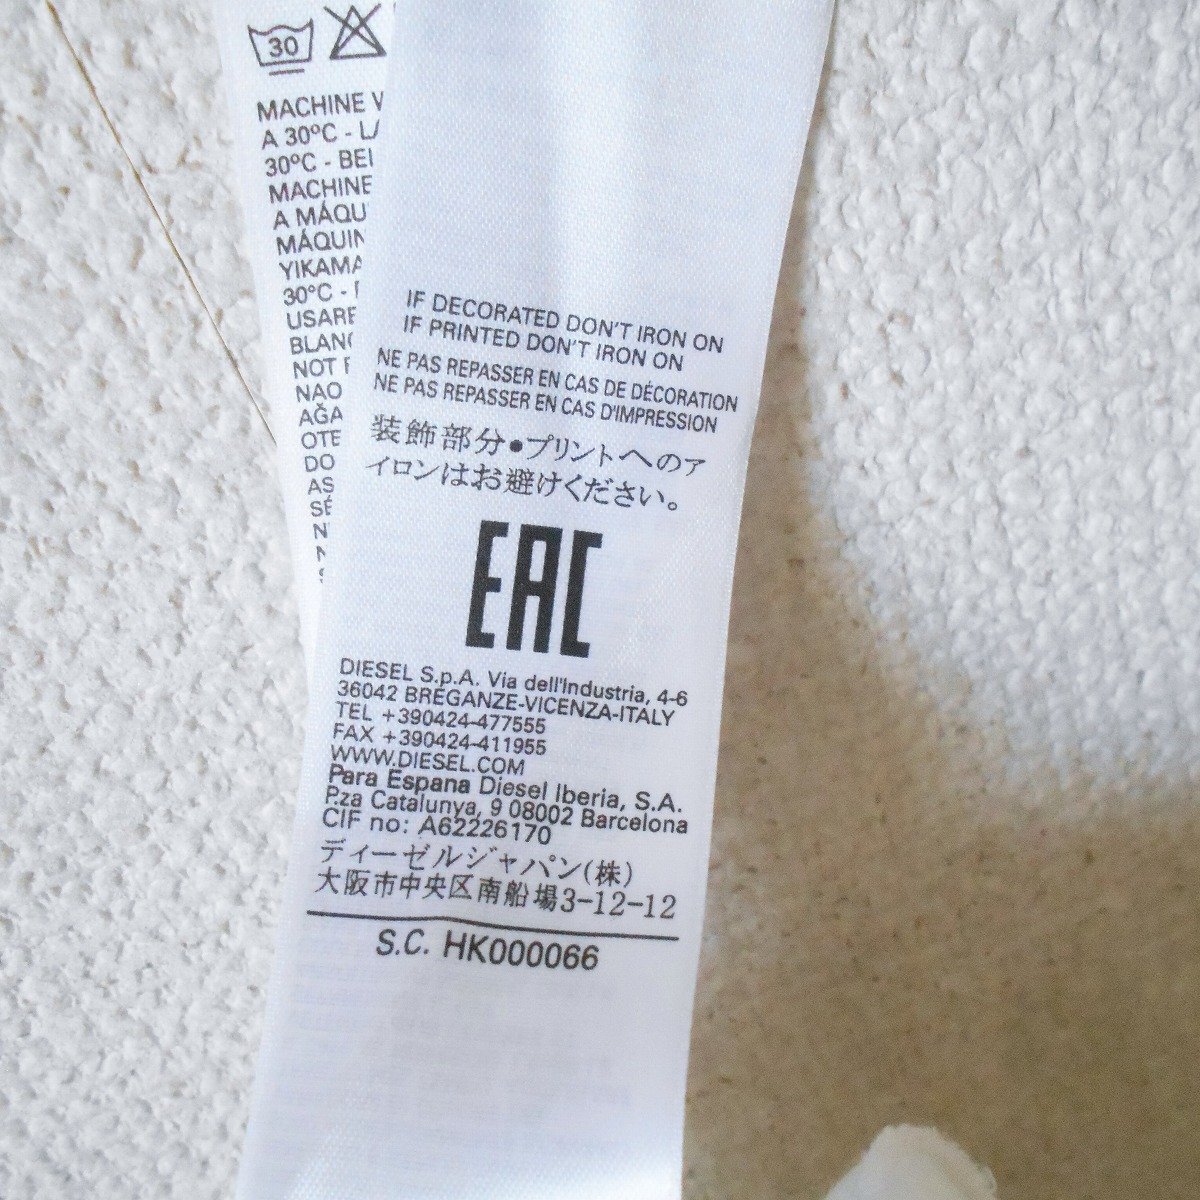 30
MACHINE
A 30°C -
30°C - BEI
MACHINE
A MÁQU
MÁQUIN
YIKAMA
30°C -
USARE
BLANC
NOT
NAO
AĞA
OTE
DO
AS
SÉ
IF DECORATED DON'T IRON ON
IF PRINTED DON'T IRON ON
NE PAS REPASSER EN CAS DE DÉCORATION
NE PAS REPASSER EN CAS D'IMPRESSION
装飾部分●プリントへのア
イロンはお避けください。
EAC
DIESEL S.p.A. Via dell'Industria, 4-6
36042 BREGANZE-VICENZA-ITALY
TEL +390424-477555
FAX +390424-411955
WWW.DIESEL.COM
Para Espana Diesel Iberia, S.A.
P.za Catalunya, 9 08002 Barcelona
CIF no: A62226170
ディーゼルジャパン(株)
大阪市中央区南船場3-12-12
S.C. HK000066